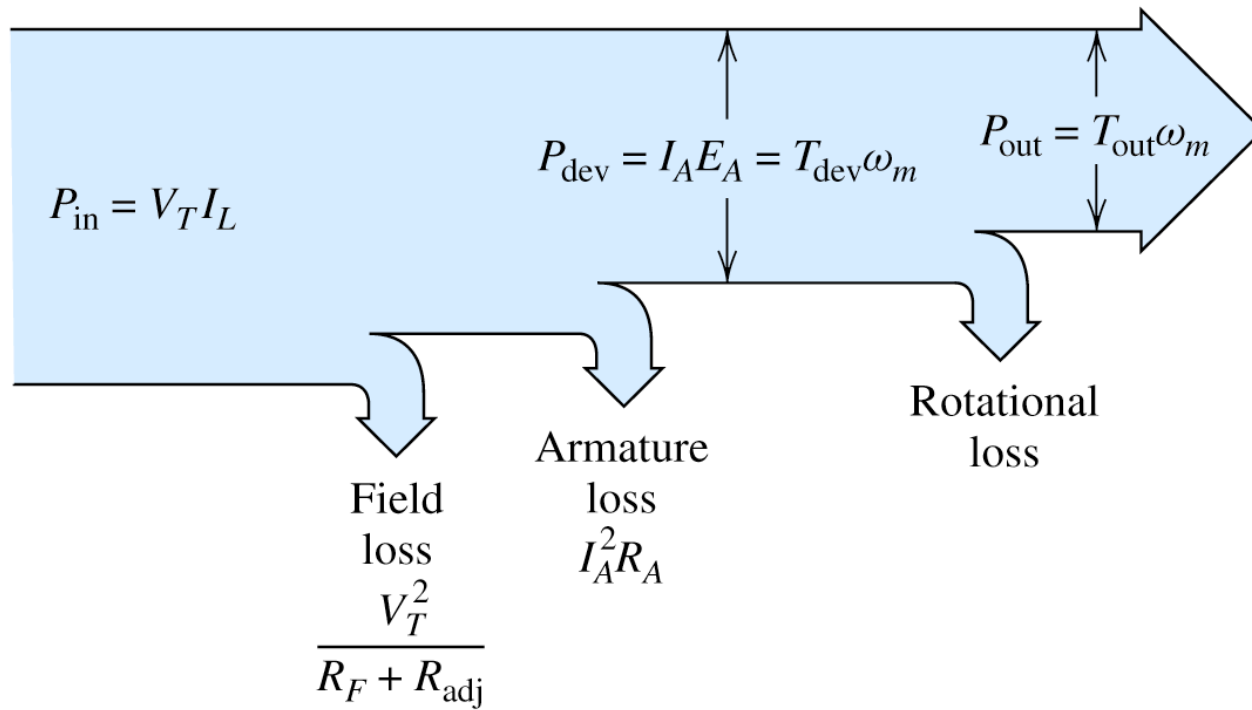 P_in = V_T I_L
P_dev = I_A E_A = T_dev ω_m
P_out = T_out ω_m
Field
loss
V_T^2
R_F + R_adj
Armature
loss
I_A^2 R_A
Rotational
loss